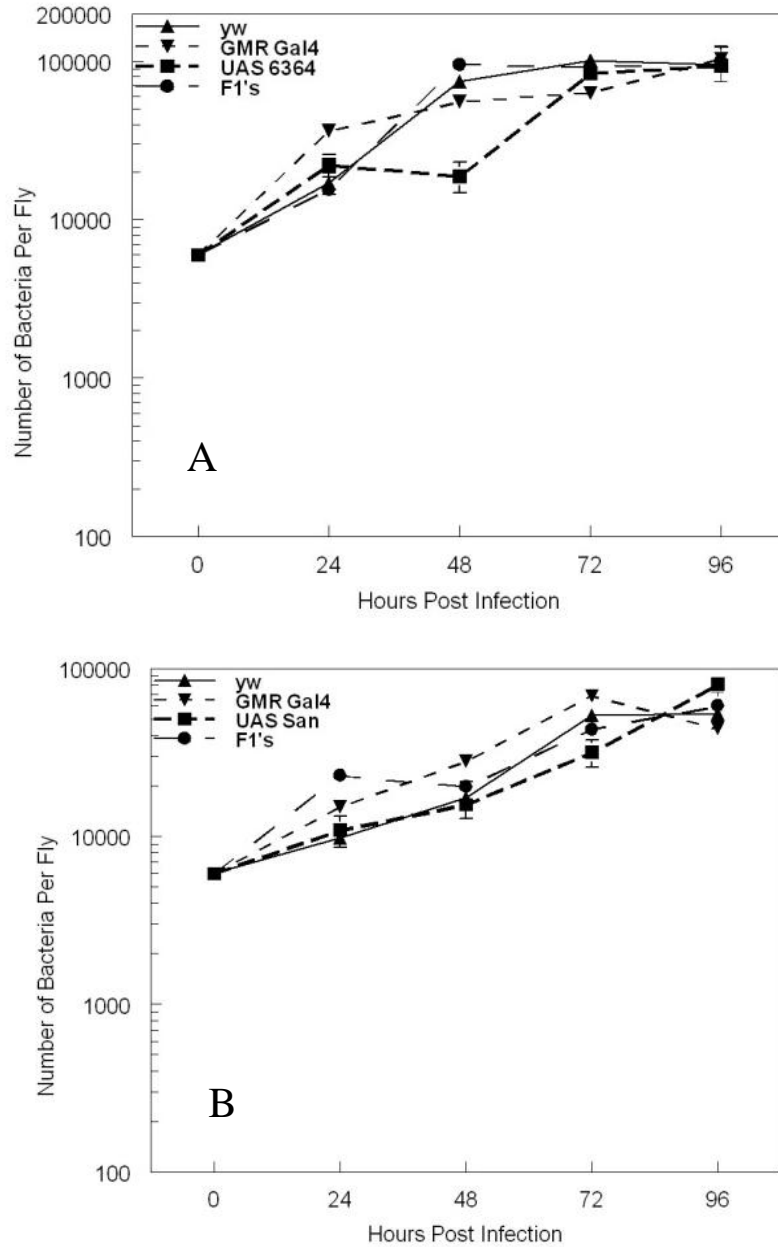 200000
100000
10000
1000
100
Number of Bacteria Per Fly
yw
GMR Gal4
UAS 6364
F1's
A
0 24 48 72 96
Hours Post Infection
100000
10000
1000
100
Number of Bacteria Per Fly
yw
GMR Gal4
UAS San
F1's
B
0 24 48 72 96
Hours Post Infection